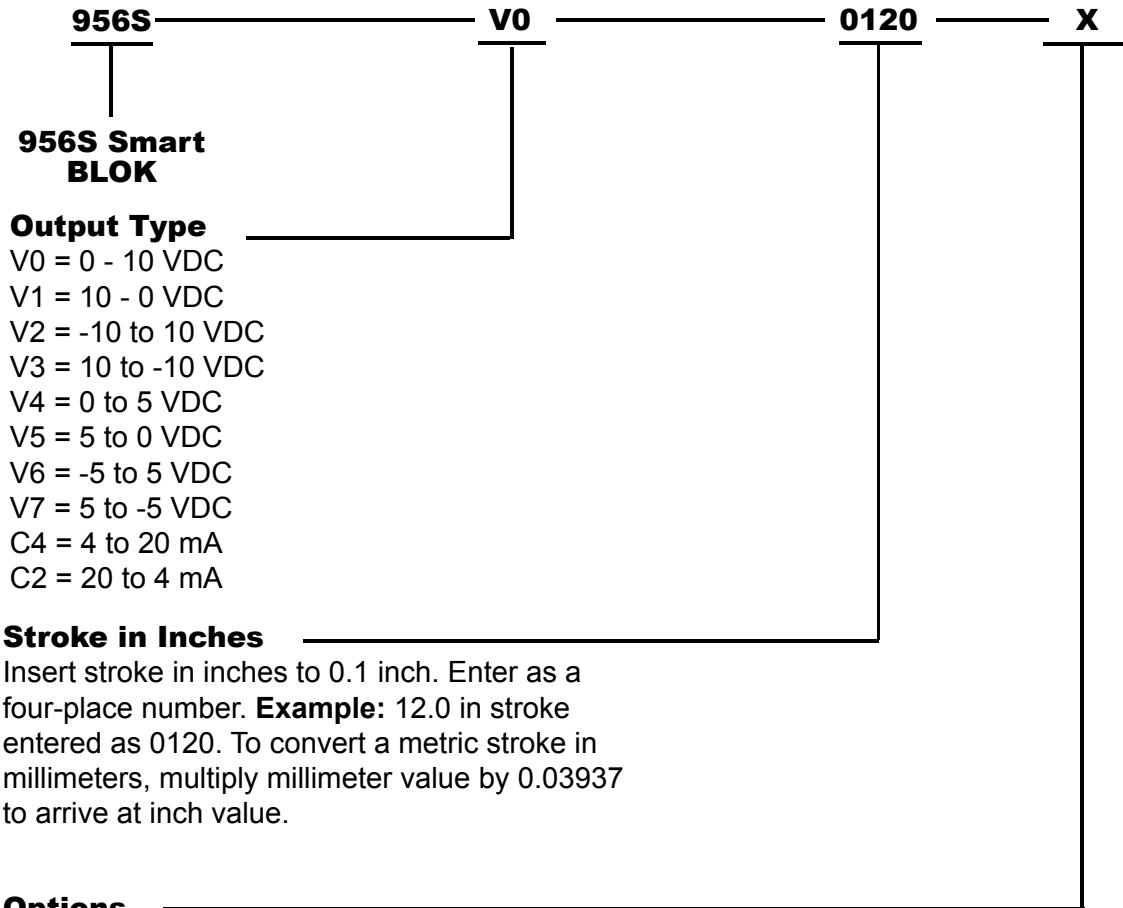 956S V0 0120 X
956S Smart
BLOK
Output Type
V0 = 0 - 10 VDC
V1 = 10 - 0 VDC
V2 = -10 to 10 VDC
V3 = 10 to -10 VDC
V4 = 0 to 5 VDC
V5 = 5 to 0 VDC
V6 = -5 to 5 VDC
V7 = 5 to -5 VDC
C4 = 4 to 20 mA
C2 = 20 to 4 mA
Stroke in Inches
Insert stroke in inches to 0.1 inch. Enter as a
four-place number. Example: 12.0 in stroke
entered as 0120. To convert a metric stroke in
millimeters, multiply millimeter value by 0.03937
to arrive at inch value.
Options